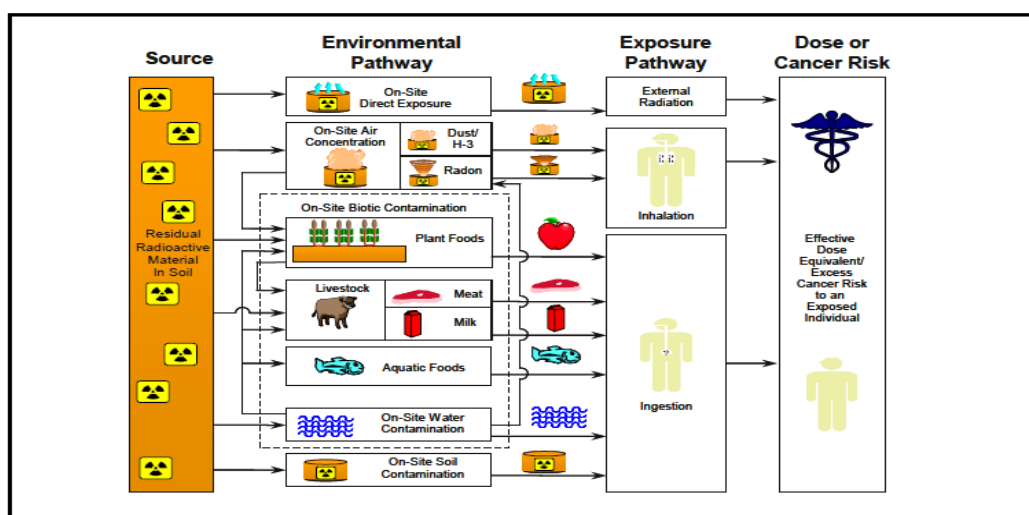 Source
Environmental
Pathway
Exposure
Pathway
Dose or
Cancer Risk
Residual
Radioactive
Material
In Soil
On-Site
Direct Exposure
On-Site Air
Concentration
Dust/
H-3
Radon
On-Site Biotic Contamination
Plant Foods
Livestock
Meat
Milk
Aquatic Foods
On-Site Water
Contamination
On-Site Soil
Contamination
External
Radiation
Inhalation
Ingestion
Effective
Dose
Equivalent/
Excess
Cancer Risk
to an
Exposed
Individual